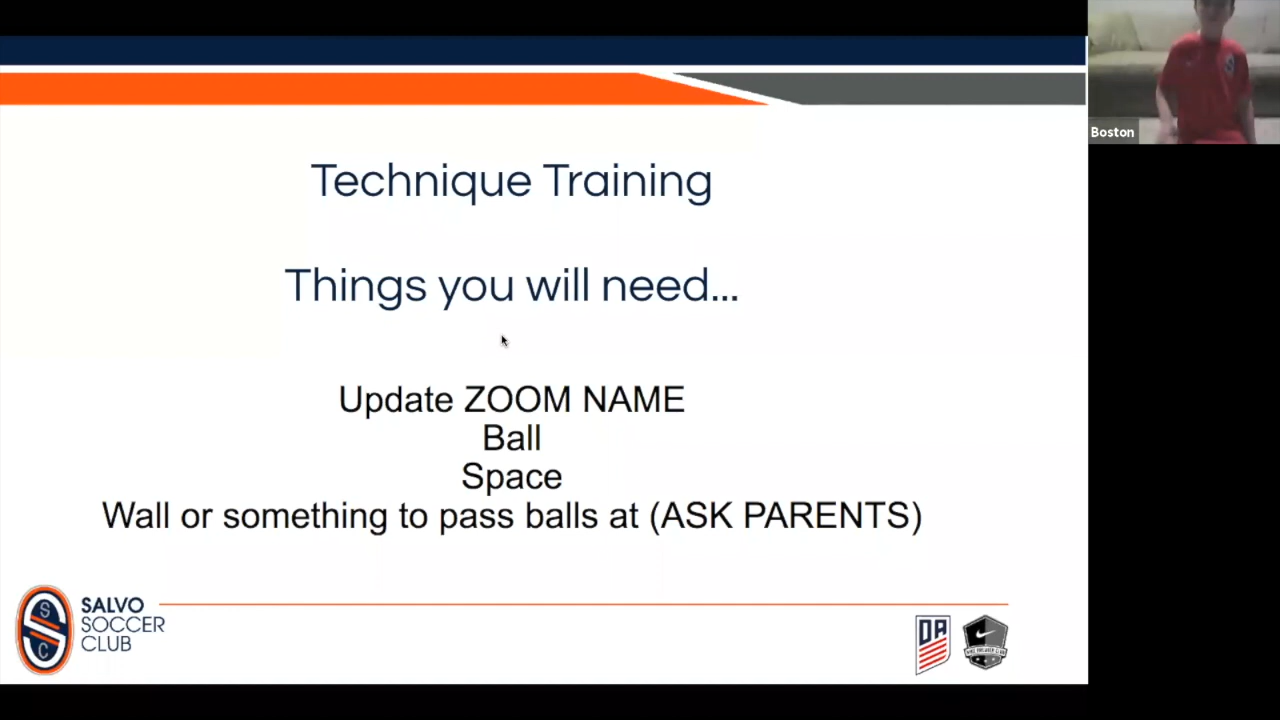 Technique Training
Things you will need...
Update ZOOM NAME
Ball
Space
Wall or something to pass balls at (ASK PARENTS)
S
C
SALVO
SOCCER
CLUB
DA
Boston